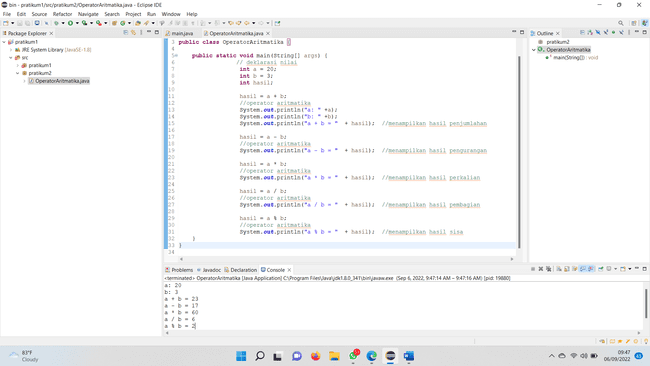 bin - pratikum1/src/pratikum2/OperatorAritmatika.java - Eclipse IDE
File Edit Source Refactor Navigate Search Project Run Window Help
Package Explorer
pratikum1
JRE System Library [JavaSE-1.8]
src
pratikum1
pratikum2
OperatorAritmatika.java
main.java
OperatorAritmatika.java
3 public class OperatorAritmatika {
4
5 public static void main(String[] args) {
6 // deklarasi nilai
7 int a = 20;
8 int b = 3;
9 int hasil;
10
11 hasil = a + b;
12 //operator aritmatika
13 System.out.println("a: " +a);
14 System.out.println("b: " +b);
15 System.out.println("a + b = " + hasil); //menampilkan hasil penjumlahan
16
17 hasil = a - b;
18 //operator aritmatika
19 System.out.println("a - b = " + hasil); //menampilkan hasil pengurangan
20
21 hasil = a * b;
22 //operator aritmatika
23 System.out.println("a * b = " + hasil); //menampilkan hasil perkalian
24
25 hasil = a / b;
26 //operator aritmatika
27 System.out.println("a / b = " + hasil); //menampilkan hasil pembagian
28
29 hasil = a % b;
30 //operator aritmatika
31 System.out.println("a % b = " + hasil); //menampilkan hasil sisa
32 }
33 }
34
Outline
pratikum2
OperatorAritmatika
main(String[]) : void
Problems Javadoc Declaration Console
<terminated> OperatorAritmatika [Java Application] C:\Program Files\Java\jdk1.8.0_341\bin\javaw.exe (Sep 6, 2022, 9:47:14 AM – 9:47:16 AM) [pid: 19880]
a: 20
b: 3
a + b = 23
a - b = 17
a * b = 60
a / b = 6
a % b = 2
83°F
Cloudy
09:47
06/09/2022